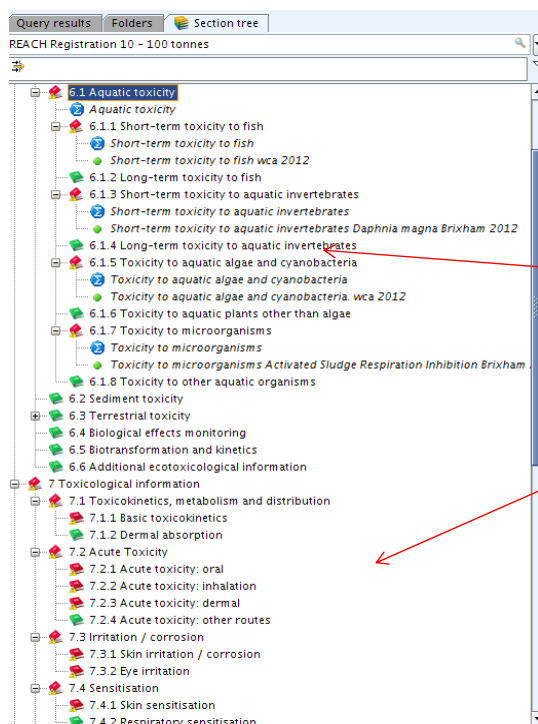 Query results Folders Section tree
REACH Registration 10 - 100 tonnes
6.1 Aquatic toxicity
Aquatic toxicity
6.1.1 Short-term toxicity to fish
Short-term toxicity to fish
Short-term toxicity to fish wca 2012
6.1.2 Long-term toxicity to fish
6.1.3 Short-term toxicity to aquatic invertebrates
Short-term toxicity to aquatic invertebrates
Short-term toxicity to aquatic invertebrates Daphnia magna Brixham 2012
6.1.4 Long-term toxicity to aquatic invertebrates
6.1.5 Toxicity to aquatic algae and cyanobacteria
Toxicity to aquatic algae and cyanobacteria
Toxicity to aquatic algae and cyanobacteria. wca 2012
6.1.6 Toxicity to aquatic plants other than algae
6.1.7 Toxicity to microorganisms
Toxicity to microorganisms
Toxicity to microorganisms Activated Sludge Respiration Inhibition Brixham
6.1.8 Toxicity to other aquatic organisms
6.2 Sediment toxicity
6.3 Terrestrial toxicity
6.4 Biological effects monitoring
6.5 Biotransformation and kinetics
6.6 Additional ecotoxicological information
7 Toxicological information
7.1 Toxicokinetics, metabolism and distribution
7.1.1 Basic toxicokinetics
7.1.2 Dermal absorption
7.2 Acute Toxicity
7.2.1 Acute toxicity: oral
7.2.2 Acute toxicity: inhalation
7.2.3 Acute toxicity: dermal
7.2.4 Acute toxicity: other routes
7.3 Irritation / corrosion
7.3.1 Skin irritation / corrosion
7.3.2 Eye irritation
7.4 Sensitisation
7.4.1 Skin sensitisation
7.4.2 Respiratory sensitisation